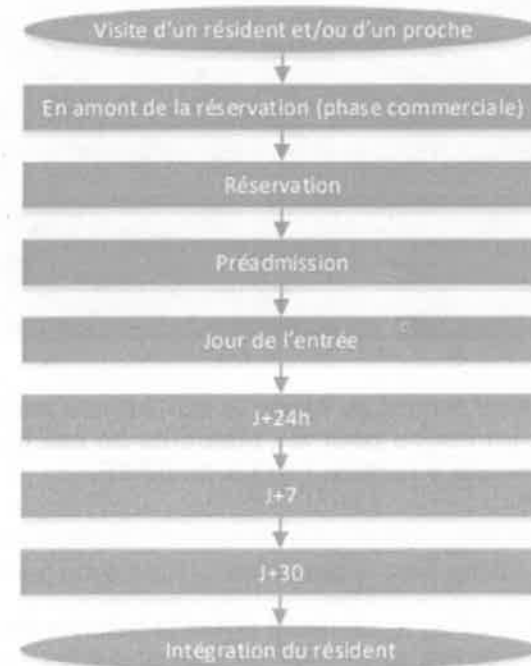 Visite d'un résident et/ou d'un proche
En amont de la réservation (phase commerciale)
Réservation
Préadmission
Jour de l'entrée
J+24h
J+7
J+30
Intégration du résident